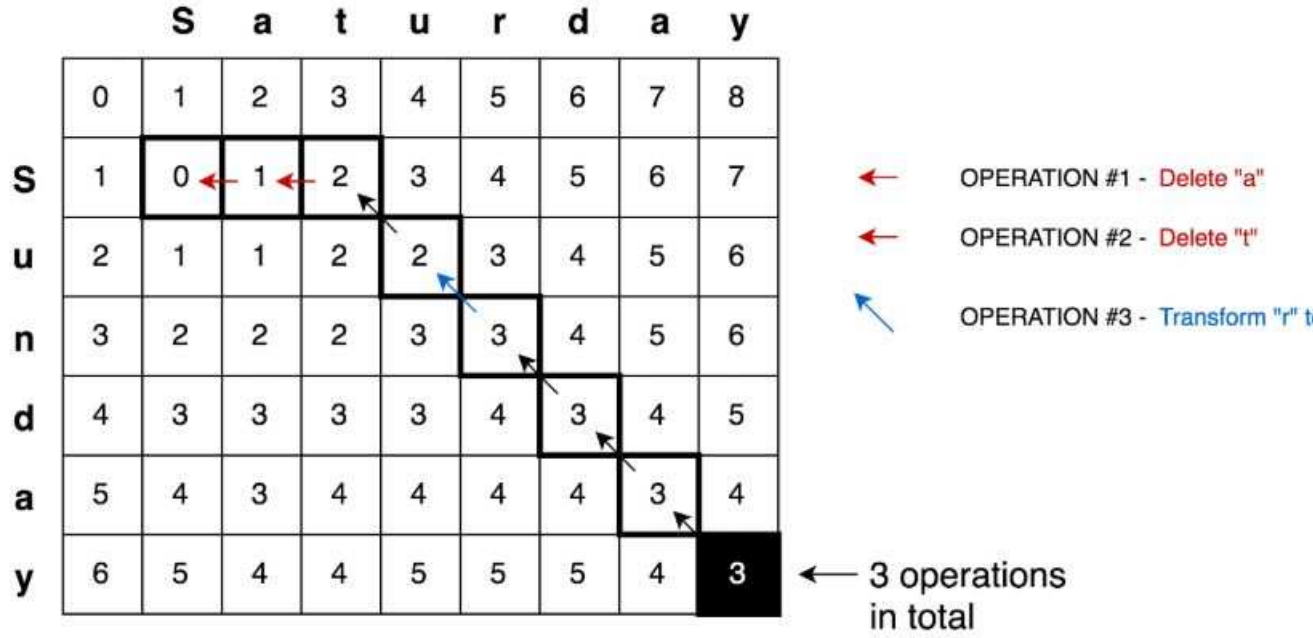 S a t u r d a y
0 1 2 3 4 5 6 7 8
S 1 0 1 2 3 4 5 6 7
u 2 1 1 2 2 3 4 5 6
n 3 2 2 2 3 3 4 5 6
d 4 3 3 3 3 4 3 4 5
a 5 4 3 4 4 4 4 3 4
y 6 5 4 4 5 5 5 4 3
OPERATION #1 - Delete "a"
OPERATION #2 - Delete "t"
OPERATION #3 - Transform "r"
3 operations
in total